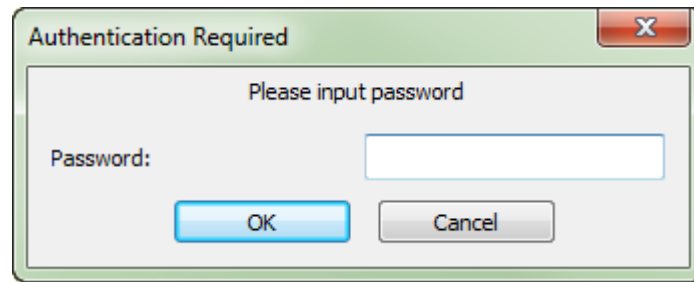 Authentication Required
Please input password
Password:
OK Cancel